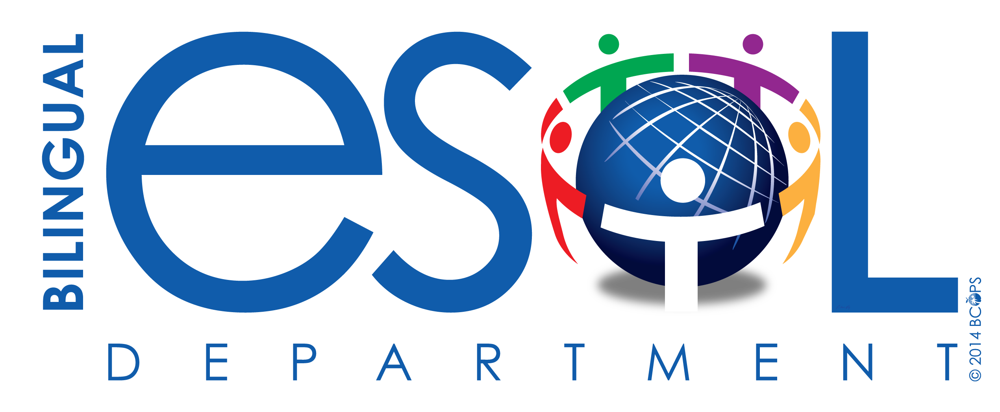 BILINGUAL
eSOL
DEPARTMENT
© 2014 BCPS